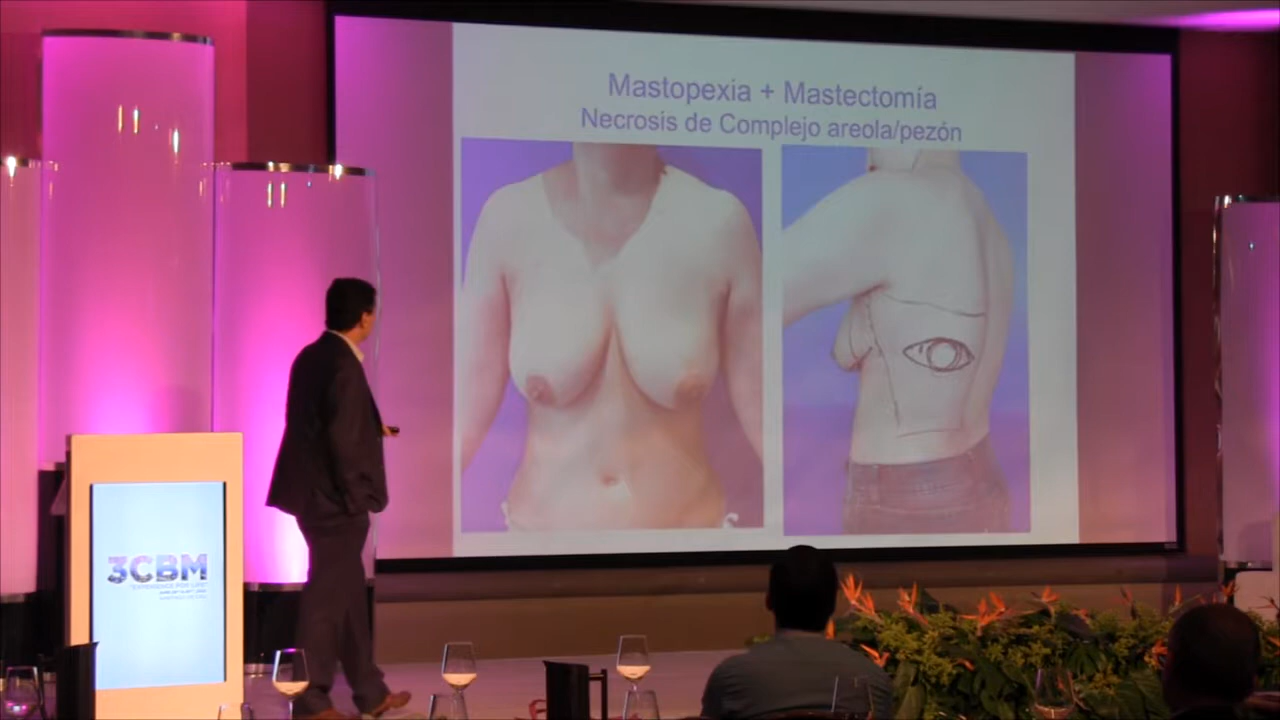 Mastopexia + Mastectomía
Necrosis de Complejo areola/pezón
3CBM